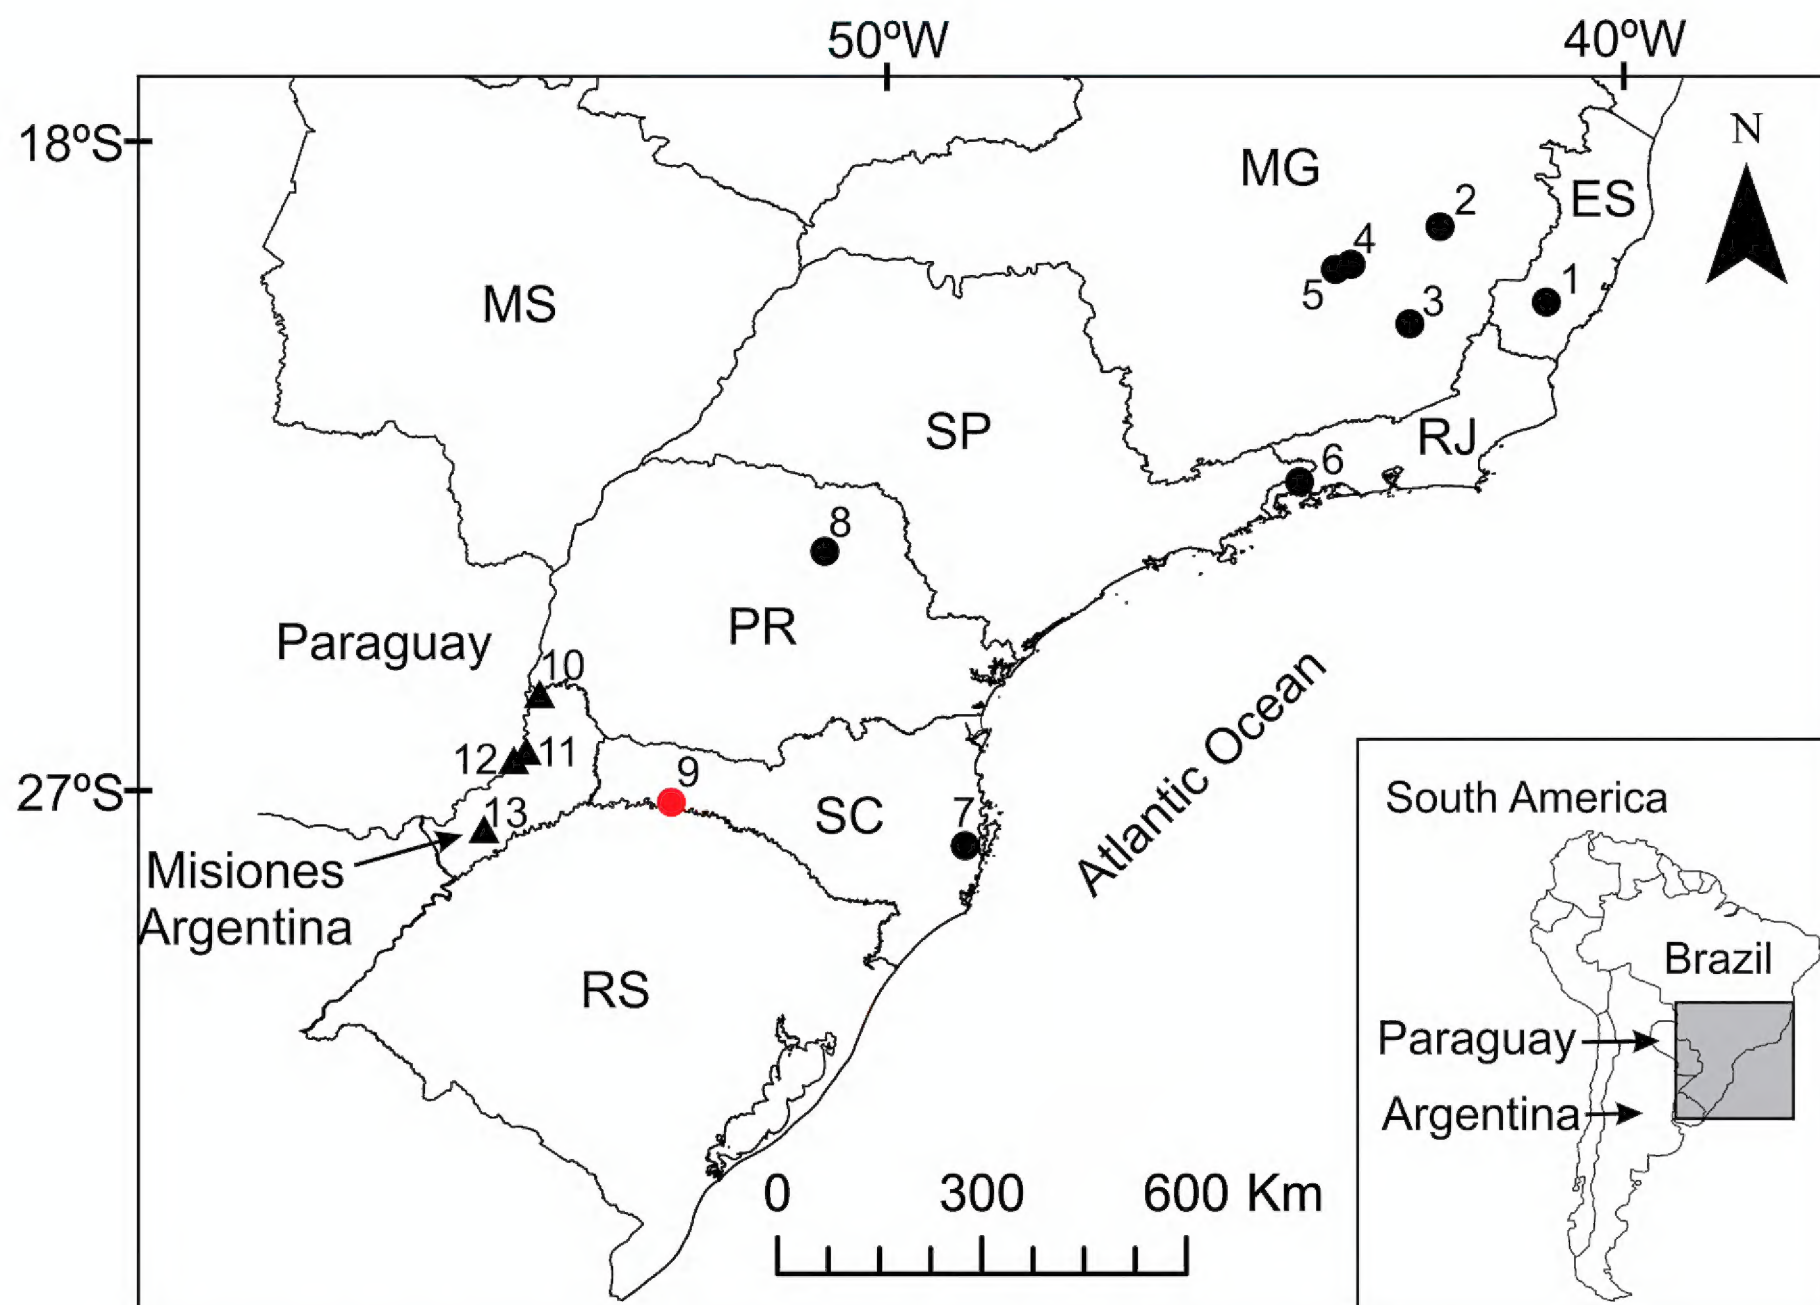 50ºW
40ºW
18ºS
N
MG
ES
2
4
5
1
3
MS
SP
RJ
6
8
PR
Paraguay
10
12
11
9
27ºS
SC
7
13
Misiones
Argentina
RS
Atlantic Ocean
0
300
600 Km
South America
Brazil
Paraguay
Argentina